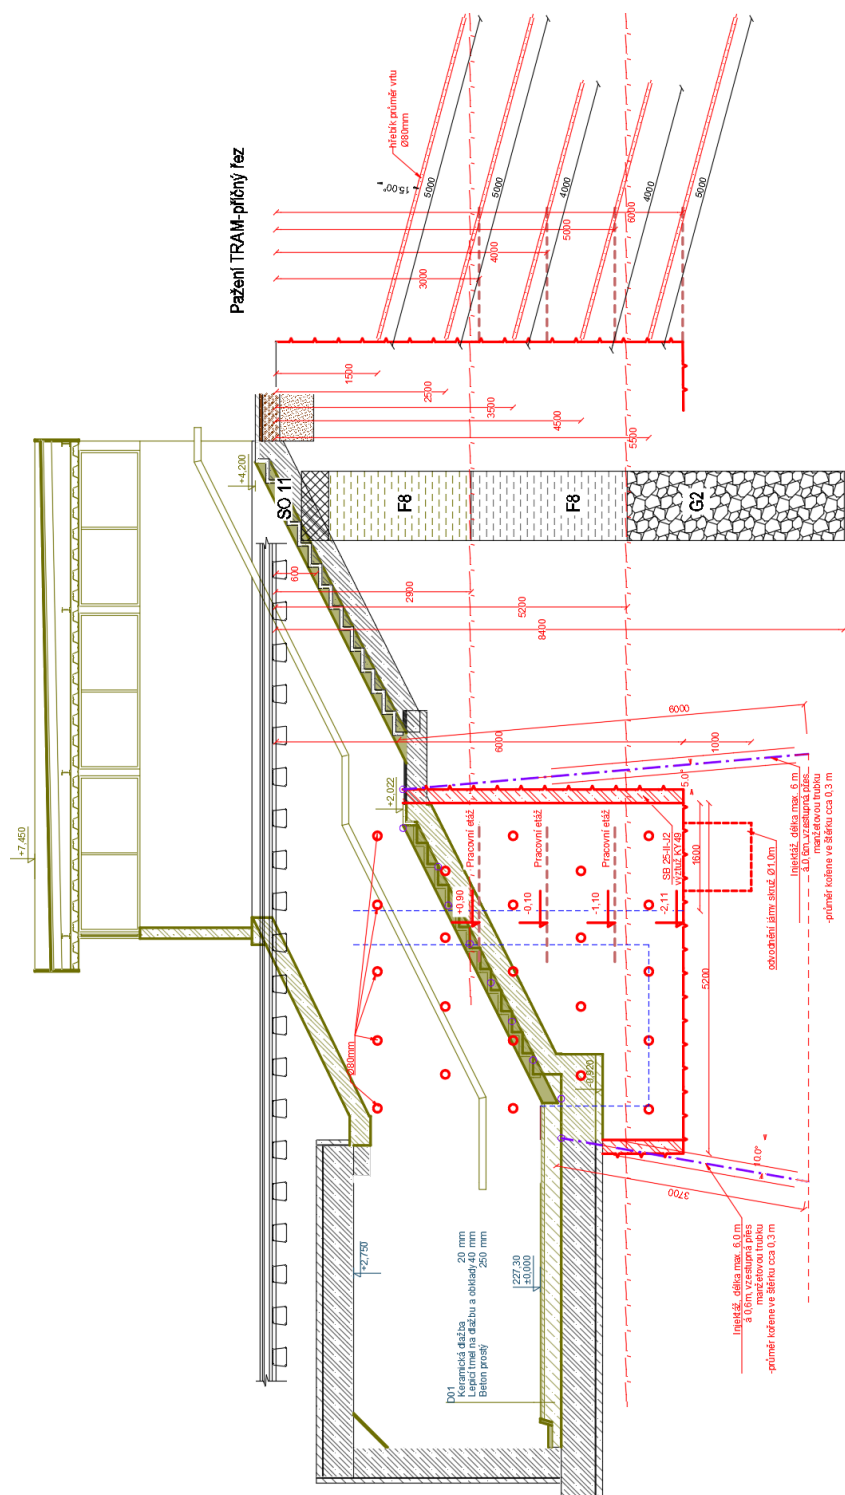 Pažení TRAM-příčný řez
hřebík průměr vrtu
Ø80mm
15.00°
5000
5000
4000
4000
5000
6000
5000
4000
3000
1500
2500
3500
4500
5500
+4,200
SO 11
F8
F8
G2
600
2900
5200
8400
+7,450
6000
6000
1000
5.0°
+2,022
Pracovní etáž
Pracovní etáž
Pracovní etáž
+0,90
-0,10
-1,10
-2,11
SB 25-II-J2
výztuž KY49
1600
5200
odvodnění jámy skruž Ø1.0m
Injektáž, délka max. 6 m
á 0,6m, vzestupná přes
manžetovou trubku
-průměr kořene ve štěrku cca 0,3 m
Ø80mm
-0,920
10.0°
3700
Injektáž, délka max. 6.0 m
á 0,6m, vzestupná přes
manžetovou trubku
-průměr kořene ve štěrku cca 0,3 m
+2,750
227,30
±0,000
D01
Keramická dlažba 20 mm
Lepicí tmel na dlažbu a obklady 40 mm
Beton prostý 250 mm